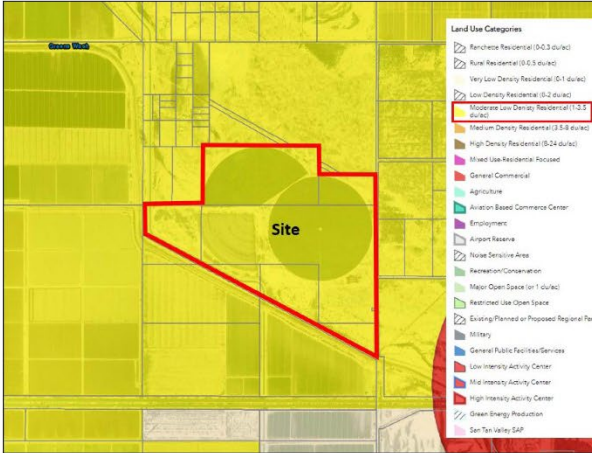 Greene West
Site
Land Use Categories
Ranchette Residential (0-0.3 du/ac)
Rural Residential (0-0.5 du/ac)
Very Low Density Residential (0-1 du/ac)
Low Density Residential (0-2 du/ac)
Moderate Low Density Residential (1-3.5
du/ac)
Medium Density Residential (3.5-8 du/ac)
High Density Residential (8-24 du/ac)
Mixed Use-Residential Focused
General Commercial
Agriculture
Aviation Based Commerce Center
Employment
Airport Reserve
Noise Sensitive Area
Recreation/Conservation
Major Open Space (or 1 du/ac)
Restricted Use Open Space
Existing/Planned or Proposed Regional Par
Military
General Public Facilities/Services
Low Intensity Activity Center
Mid Intensity Activity Center
High Intensity Activity Center
Green Energy Production
San Tan Valley SAP